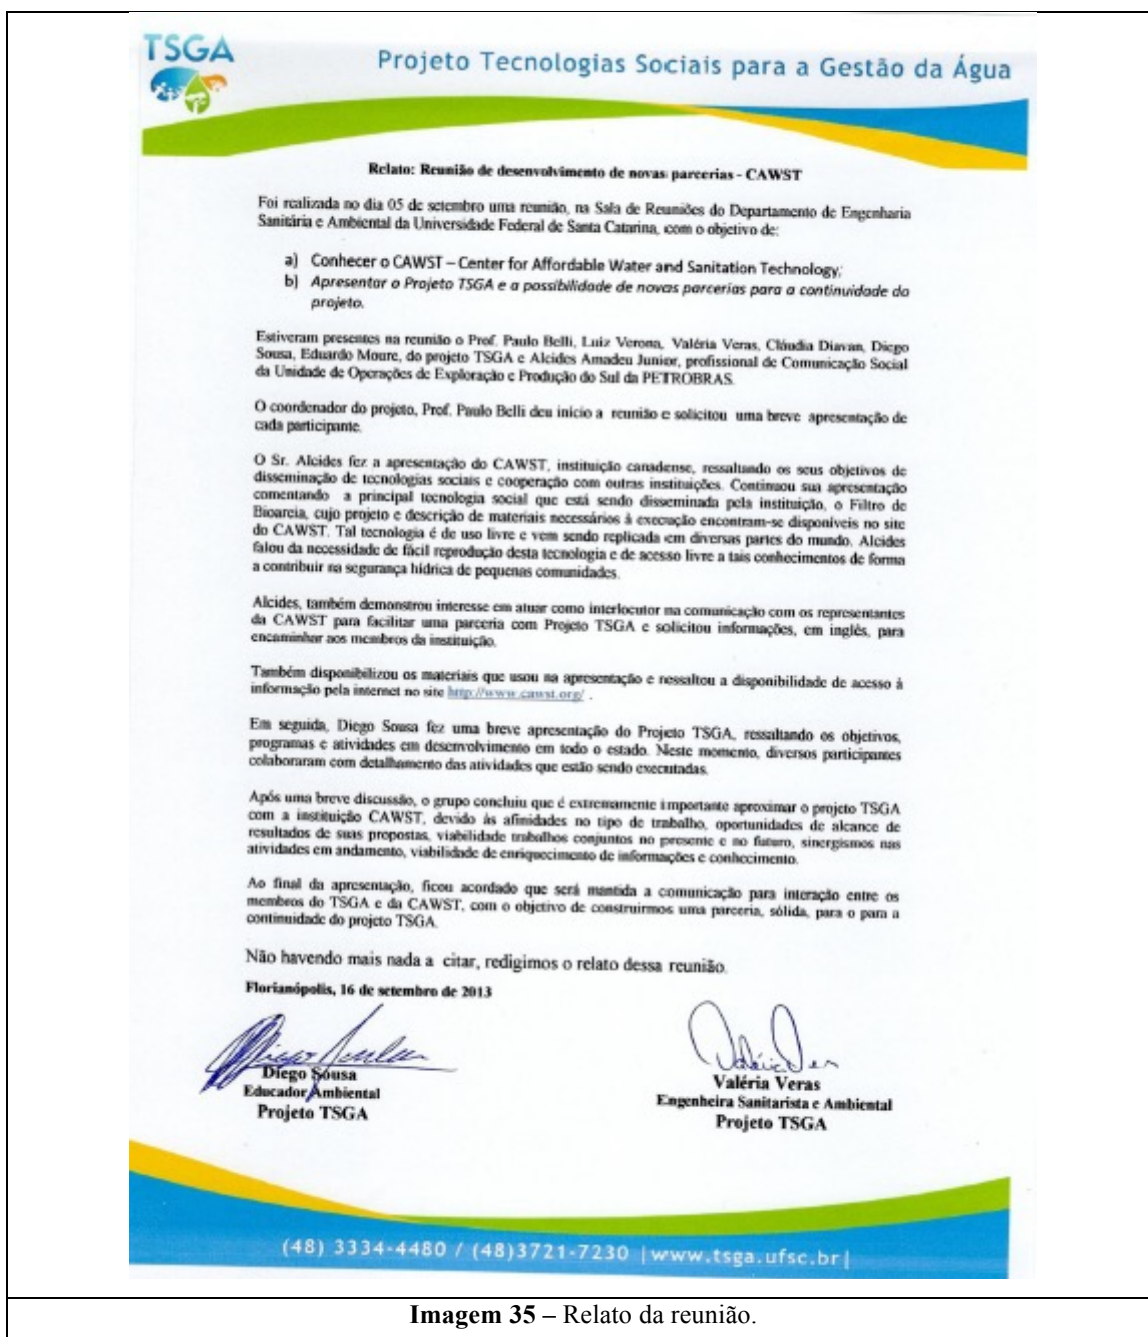 TSGA
Projeto Tecnologias Sociais para a Gestão da Água
Relato: Reunião de desenvolvimento de novas parcerias - CAWST
Foi realizada no dia 05 de setembro uma reunião, na Sala de Reuniões do Departamento de Engenharia
Sanitária e Ambiental da Universidade Federal de Santa Catarina, com o objetivo de:
a) Conhecer o CAWST – Center for Affordable Water and Sanitation Technology;
b) Apresentar o Projeto TSGA e a possibilidade de novas parcerias para a continuidade do
projeto.
Estiveram presentes na reunião o Prof. Paulo Belli, Luiz Verona, Valéria Veras, Cláudia Diavan, Diego
Sousa, Eduardo Moure, do projeto TSGA e Alcides Amadeu Junior, profissional de Comunicação Social
da Unidade de Operações de Exploração e Produção do Sul da PETROBRAS.
O coordenador do projeto, Prof. Paulo Belli deu início a reunião e solicitou uma breve apresentação de
cada participante.
O Sr. Alcides fez a apresentação do CAWST, instituição canadense, ressaltando os seus objetivos de
disseminação de tecnologias sociais e cooperação com outras instituições. Continuou sua apresentação
comentando a principal tecnologia social que está sendo disseminada pela instituição, o Filtro de
Bioareia, cujo projeto e descrição de materiais necessários à execução encontram-se disponíveis no site
do CAWST. Tal tecnologia é de uso livre e vem sendo replicada em diversas partes do mundo. Alcides
falou da necessidade de fácil reprodução desta tecnologia e de acesso livre a tais conhecimentos de forma
a contribuir na segurança hídrica de pequenas comunidades.
Alcides, também demonstrou interesse em atuar como interlocutor na comunicação com os representantes
da CAWST para facilitar uma parceria com Projeto TSGA e solicitou informações, em inglês, para
encaminhar aos membros da instituição.
Também disponibilizou os materiais que usou na apresentação e ressaltou a disponibilidade de acesso à
informação pela internet no site http://www.cawst.org/ .
Em seguida, Diego Sousa fez uma breve apresentação do Projeto TSGA, ressaltando os objetivos,
programas e atividades em desenvolvimento em todo o estado. Neste momento, diversos participantes
colaboraram com detalhamento das atividades que estão sendo executadas.
Após uma breve discussão, o grupo concluiu que é extremamente importante aproximar o projeto TSGA
com a instituição CAWST, devido às afinidades no tipo de trabalho, oportunidades de alcance de
resultados de suas propostas, viabilidade trabalhos conjuntos no presente e no futuro, sinergismos nas
atividades em andamento, viabilidade de enriquecimento de informações e conhecimento.
Ao final da apresentação, ficou acordado que será mantida a comunicação para interação entre os
membros do TSGA e da CAWST, com o objetivo de construirmos uma parceria, sólida, para o para a
continuidade do projeto TSGA.
Não havendo mais nada a citar, redigimos o relato dessa reunião.
Florianópolis, 16 de setembro de 2013
Diego Sousa
Educador Ambiental
Projeto TSGA
Valéria Veras
Engenheira Sanitarista e Ambiental
Projeto TSGA
(48) 3334-4480 / (48)3721-7230 |www.tsga.ufsc.br|
Imagem 35 – Relato da reunião.